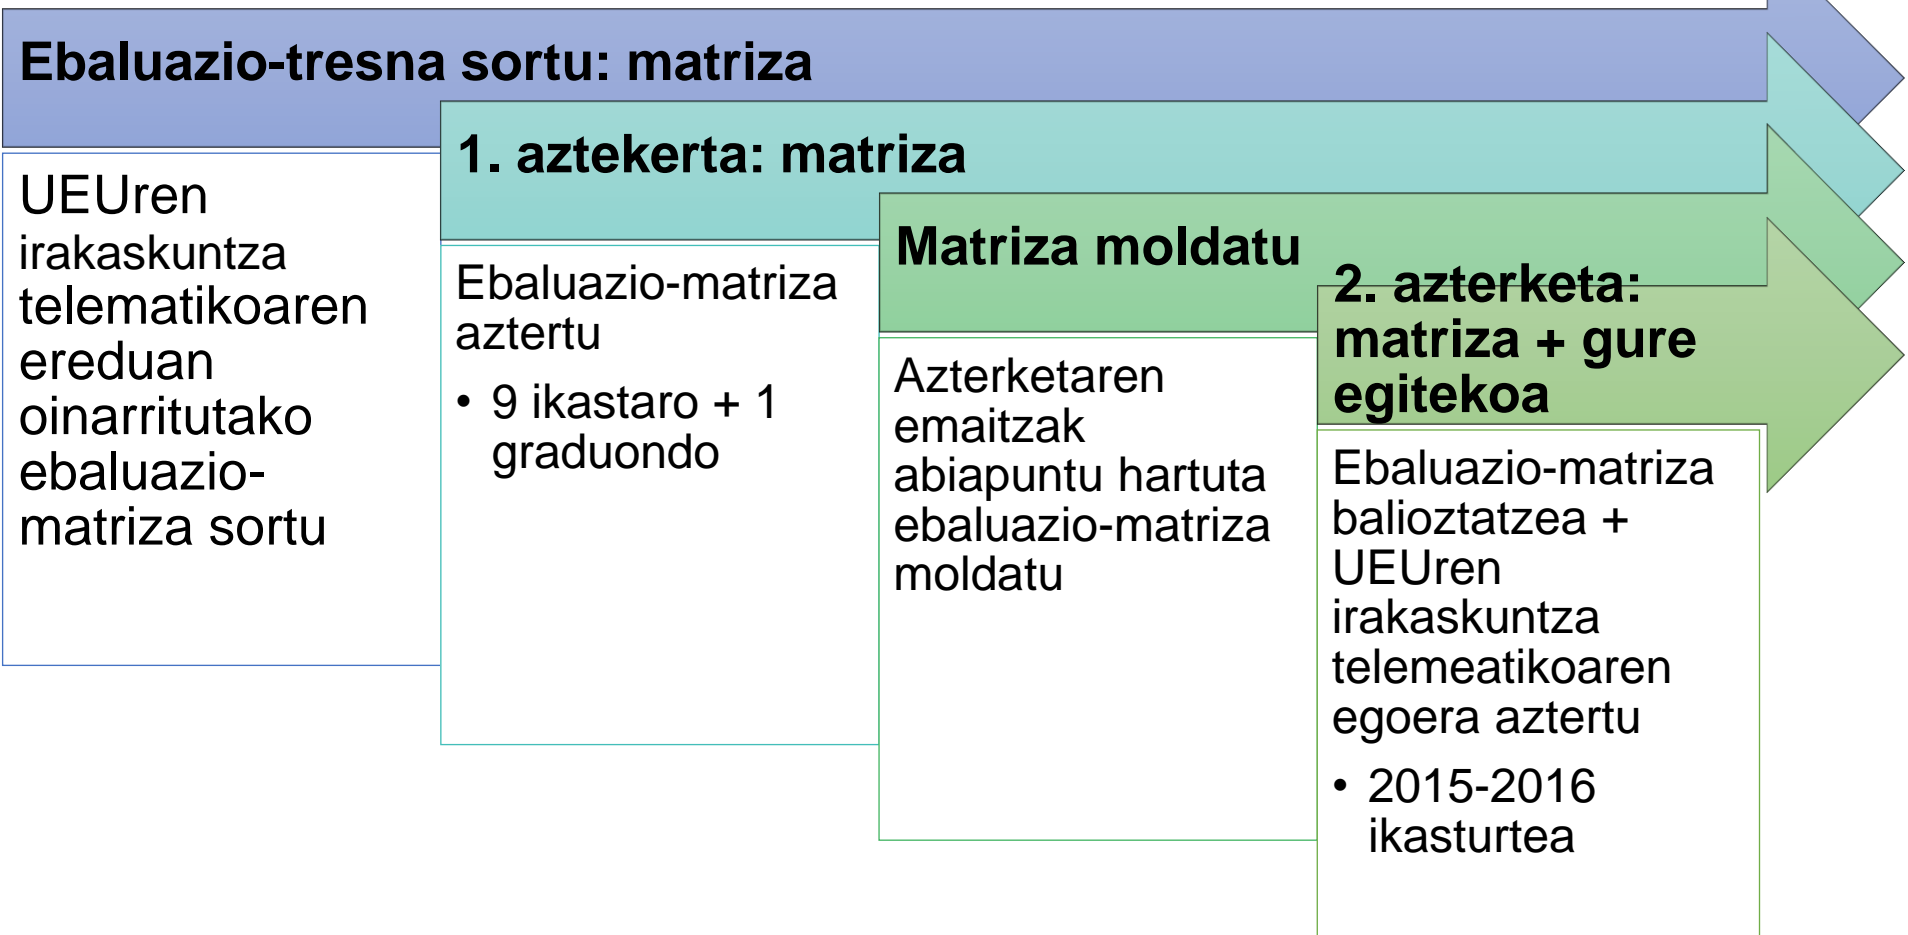 Ebaluazio-tresna sortu: matriza
UEUren
irakaskuntza
telematikoaren
ereduan
oinarritutako
ebaluazio-
matriza sortu
1. aztekerta: matriza
Ebaluazio-matriza
aztertu
• 9 ikastaro + 1
graduondo
Matriza moldatu
Azterketaren
emaitzak
abiapuntu hartuta
ebaluazio-matriza
moldatu
2. azterketa:
matriza + gure
egitekoa
Ebaluazio-matriza
balioztatzea +
UEUren
irakaskuntza
telemeatikoaren
egoera aztertu
• 2015-2016
ikasturtea